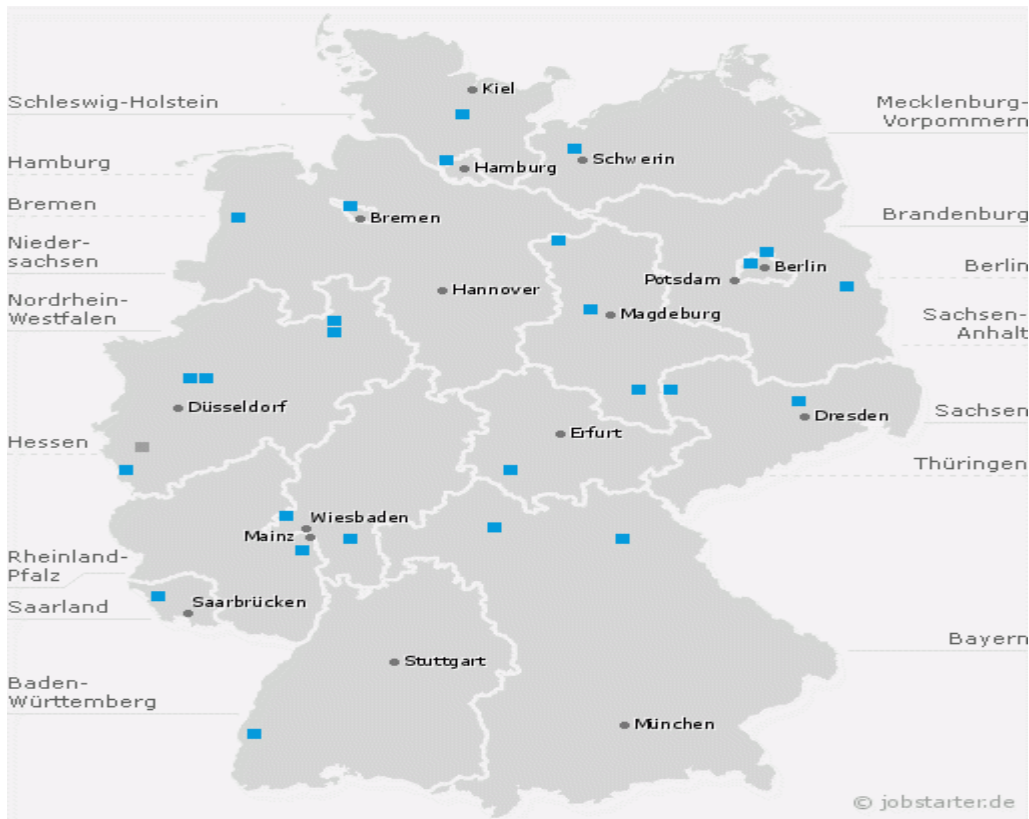 Kiel
Schleswig-Holstein
Mecklenburg-
Vorpommern
Hamburg
Schwerin
Hamburg
Bremen
Bremen
Brandenburg
Nieder-
sachsen
Berlin
Berlin
Potsdam
Hannover
Nordrhein-
Westfalen
Magdeburg
Sachsen-
Anhalt
Düsseldorf
Dresden
Sachsen
Erfurt
Hessen
Thüringen
Wiesbaden
Mainz
Rheinland-
Pfalz
Saarbrücken
Saarland
Bayern
Stuttgart
Baden-
Württemberg
München
© jobstarter.de